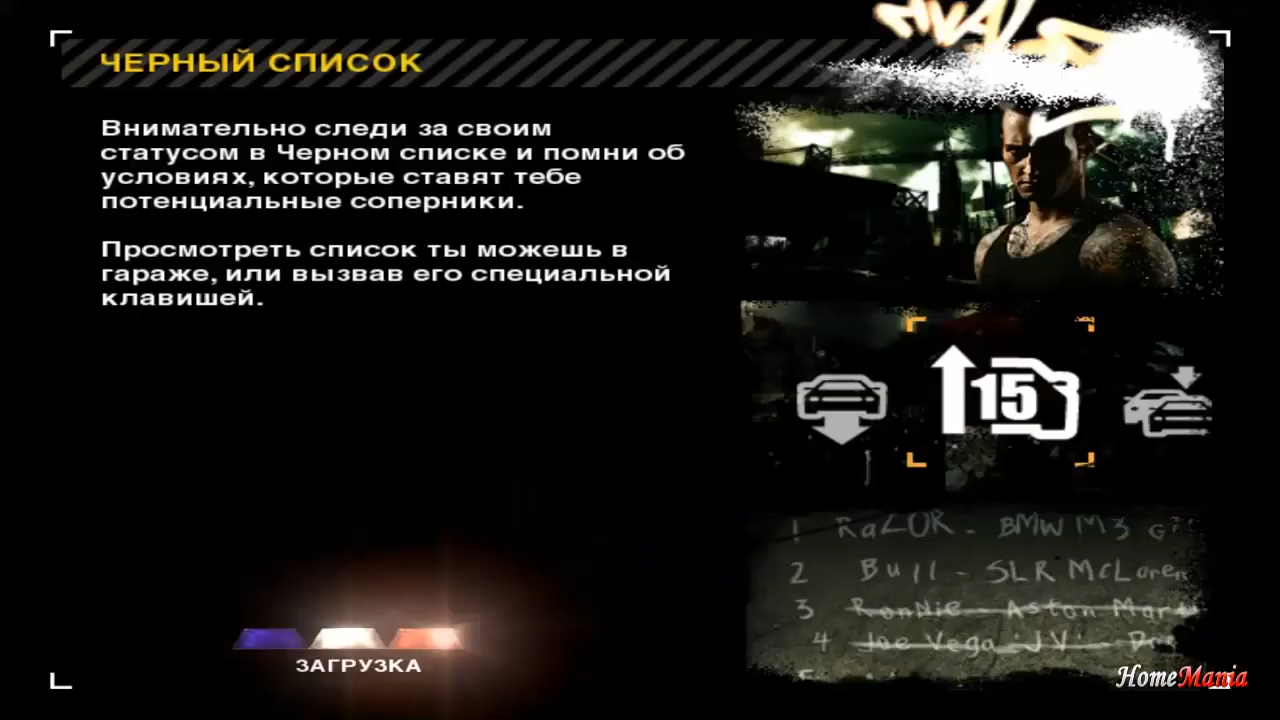 RIVALS
ЧЕРНЫЙ СПИСОК
Внимательно следи за своим
статусом в Черном списке и помни об
условиях, которые ставят тебе
потенциальные соперники.
Просмотреть список ты можешь в
гараже, или вызвав его специальной
клавишей.
15
1 RaZOR - BMW M3 G
2 Bull - SLR McLaren
3 Ronnie - Aston Mart
4 Joe Vega 'JV' -
ЗАГРУЗКА
HomeMania